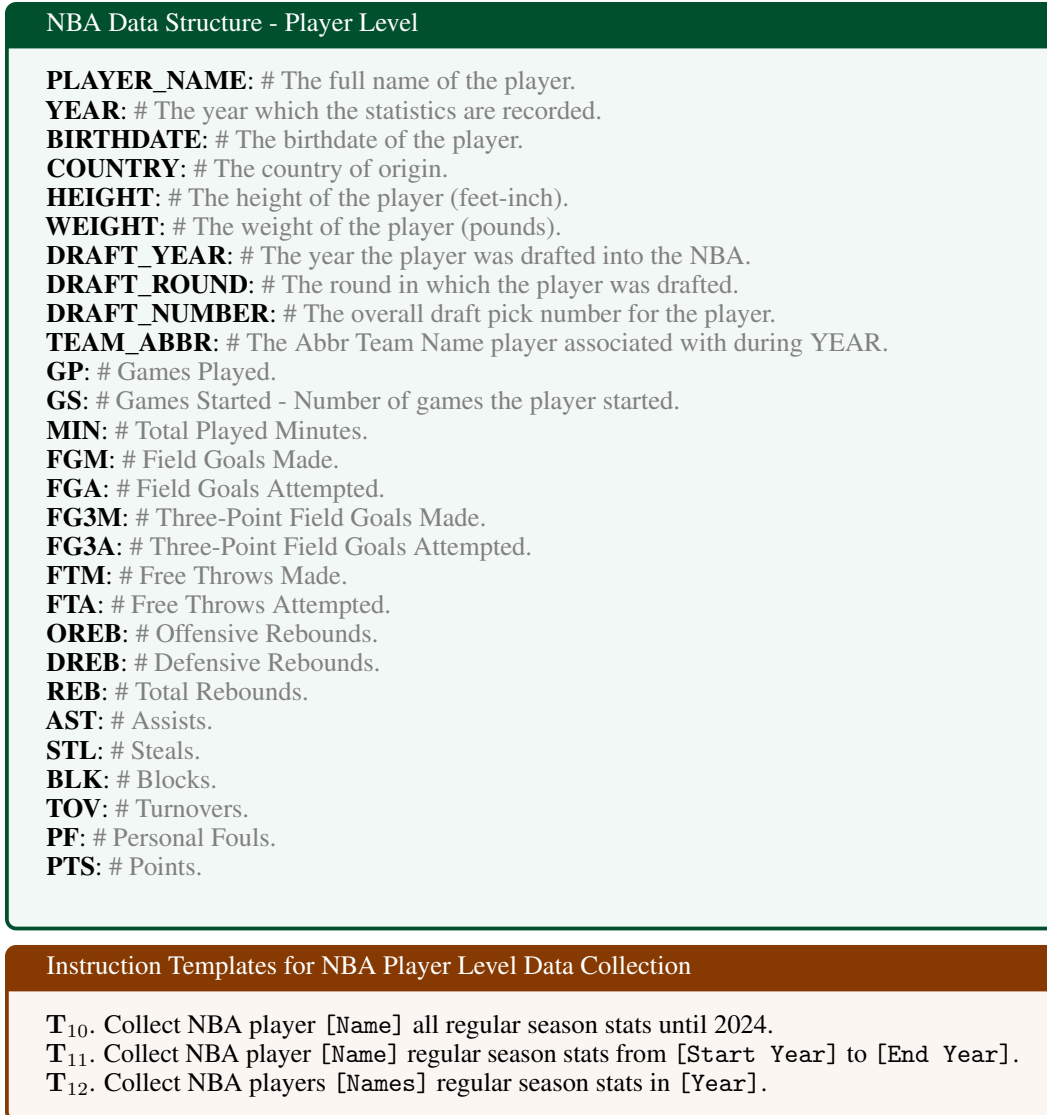 NBA Data Structure - Player Level
PLAYER_NAME: # The full name of the player.
YEAR: # The year which the statistics are recorded.
BIRTHDATE: # The birthdate of the player.
COUNTRY: # The country of origin.
HEIGHT: # The height of the player (feet-inch).
WEIGHT: # The weight of the player (pounds).
DRAFT_YEAR: # The year the player was drafted into the NBA.
DRAFT_ROUND: # The round in which the player was drafted.
DRAFT_NUMBER: # The overall draft pick number for the player.
TEAM_ABBR: # The Abbr Team Name player associated with during YEAR.
GP: # Games Played.
GS: # Games Started - Number of games the player started.
MIN: # Total Played Minutes.
FGM: # Field Goals Made.
FGA: # Field Goals Attempted.
FG3M: # Three-Point Field Goals Made.
FG3A: # Three-Point Field Goals Attempted.
FTM: # Free Throws Made.
FTA: # Free Throws Attempted.
OREB: # Offensive Rebounds.
DREB: # Defensive Rebounds.
REB: # Total Rebounds.
AST: # Assists.
STL: # Steals.
BLK: # Blocks.
TOV: # Turnovers.
PF: # Personal Fouls.
PTS: # Points.
Instruction Templates for NBA Player Level Data Collection
T₁₀. Collect NBA player [Name] all regular season stats until 2024.
T₁₁. Collect NBA player [Name] regular season stats from [Start Year] to [End Year].
T₁₂. Collect NBA players [Names] regular season stats in [Year].